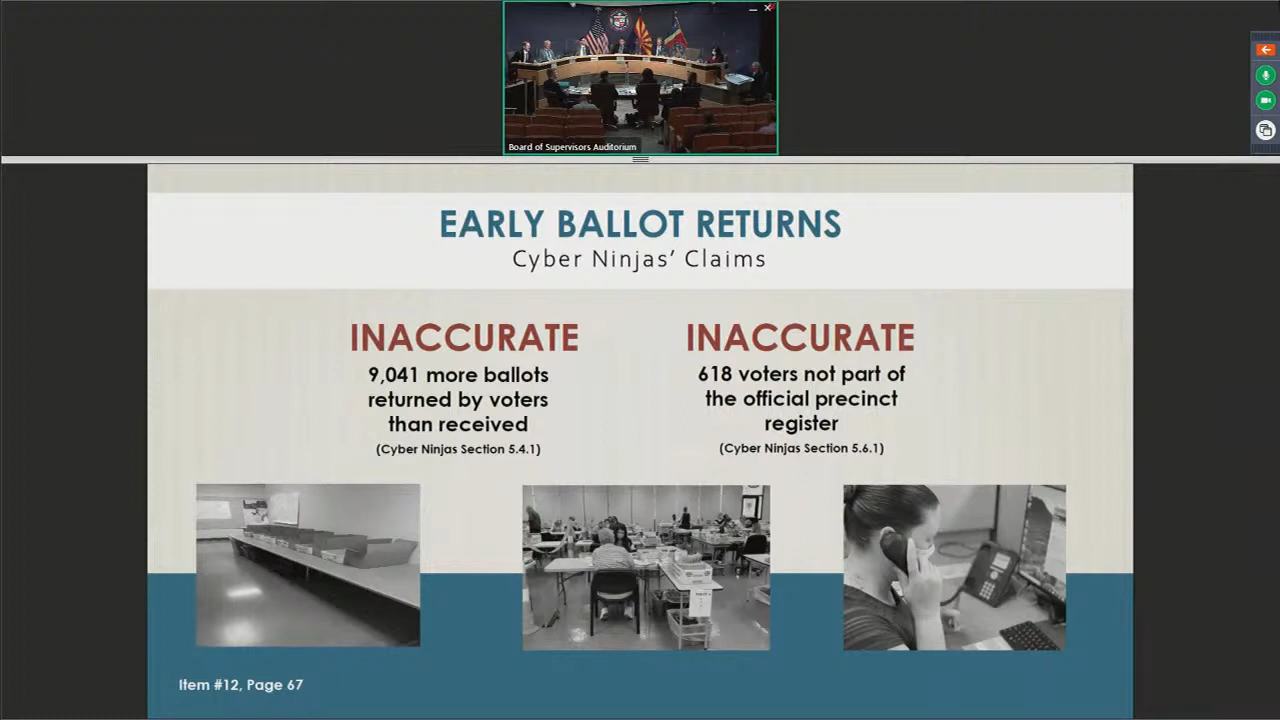 Board of Supervisors Auditorium
EARLY BALLOT RETURNS
Cyber Ninjas’ Claims
INACCURATE
9,041 more ballots
returned by voters
than received
(Cyber Ninjas Section 5.4.1)
INACCURATE
618 voters not part of
the official precinct
register
(Cyber Ninjas Section 5.6.1)
Item #12, Page 67